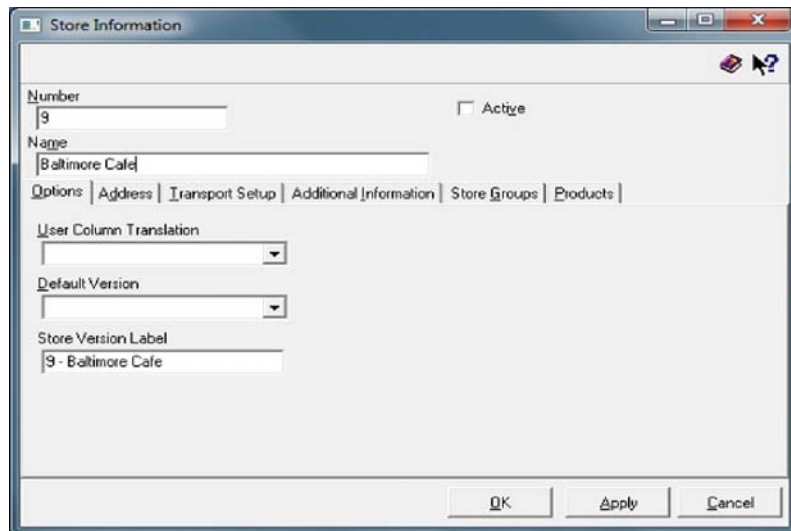 Store Information
Number
9
Active
Name
Baltimore Cafe
Options Address Transport Setup Additional Information Store Groups Products
User Column Translation
Default Version
Store Version Label
9 - Baltimore Cafe
OK Apply Cancel